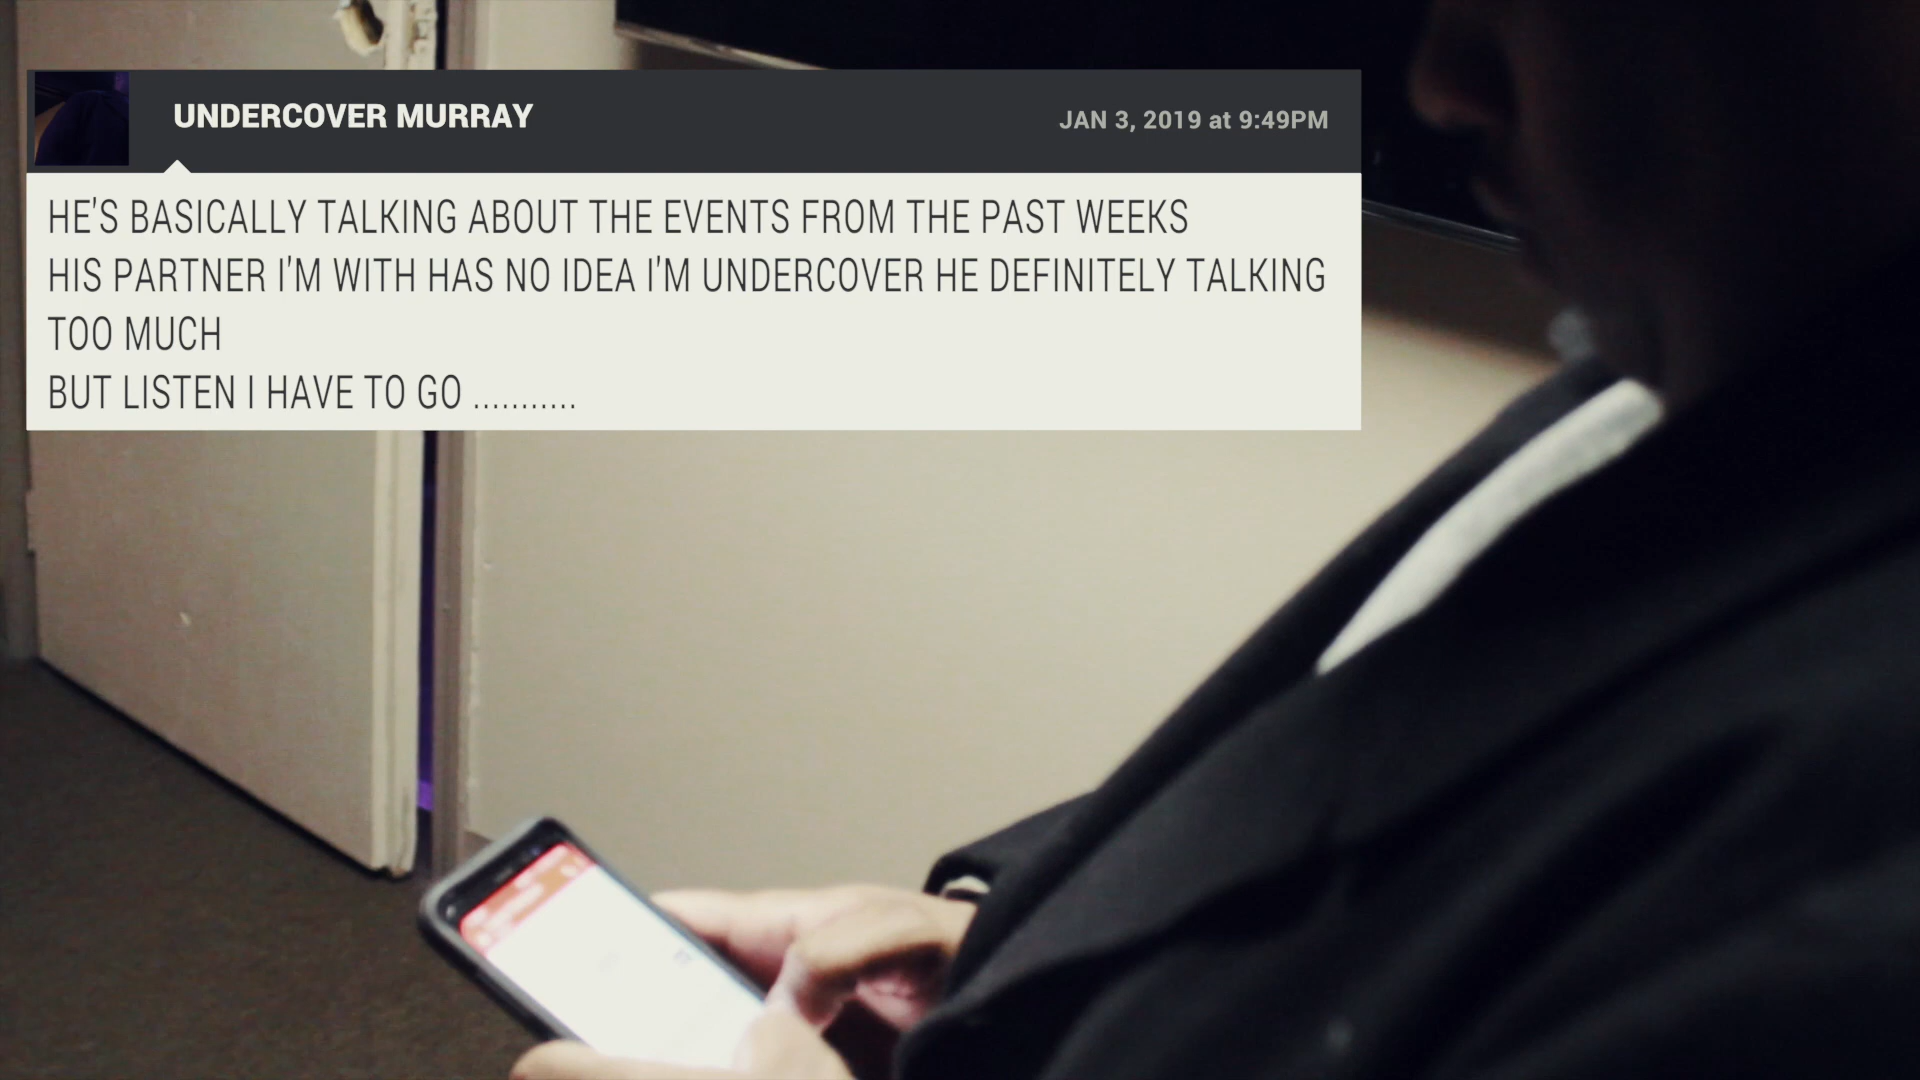 UNDERCOVER MURRAY
JAN 3, 2019 at 9:49PM
HE'S BASICALLY TALKING ABOUT THE EVENTS FROM THE PAST WEEKS
HIS PARTNER I'M WITH HAS NO IDEA I'M UNDERCOVER HE DEFINITELY TALKING
TOO MUCH
BUT LISTEN I HAVE TO GO ...........